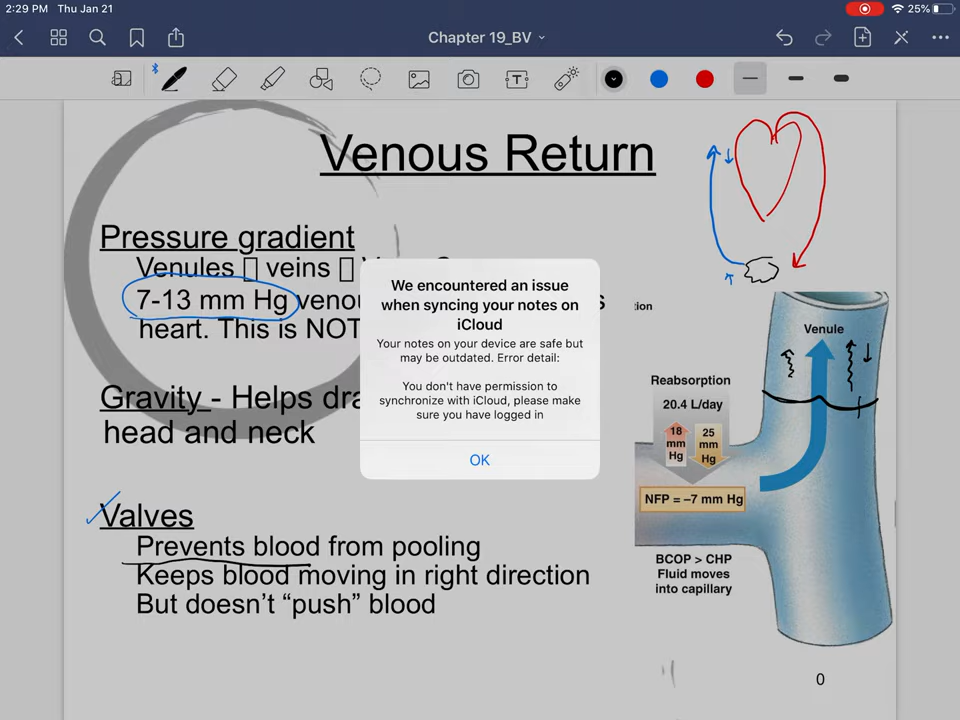 2:29 PM Thu Jan 21
25%
Chapter 19_BV
Venous Return
Pressure gradient
Venules veins
7-13 mm Hg
heart. This is NOT
Gravity - Helps
head and neck
Valves
Prevents blood from pooling
Keeps blood moving in right direction
But doesn't “push” blood
We encountered an issue
when syncing your notes on
iCloud
Your notes on your device are safe but
may be outdated. Error detail:
You don't have permission to
synchronize with iCloud, please make
sure you have logged in
OK
Venule
Reabsorption
20.4 L/day
18
mm
Hg
25
mm
Hg
NFP = –7 mm Hg
BCOP > CHP
Fluid moves
into capillary
0